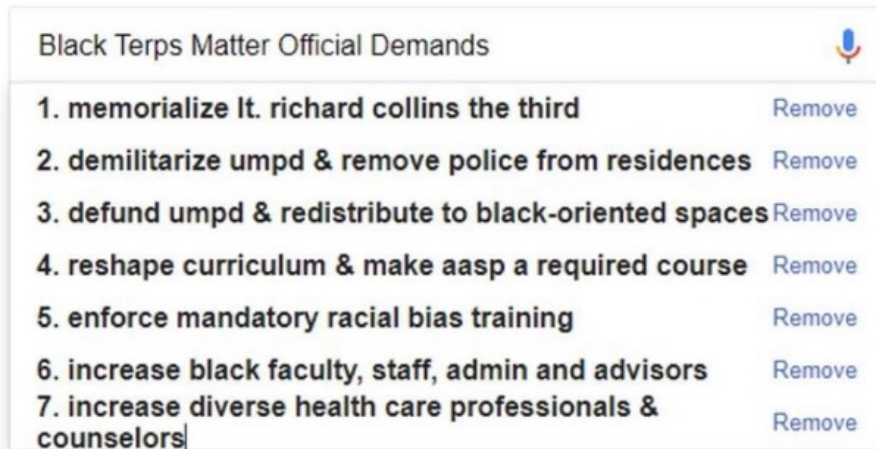 Black Terps Matter Official Demands
1. memorialize lt. richard collins the third Remove
2. demilitarize umpd & remove police from residences Remove
3. defund umpd & redistribute to black-oriented spaces Remove
4. reshape curriculum & make aasp a required course Remove
5. enforce mandatory racial bias training Remove
6. increase black faculty, staff, admin and advisors Remove
7. increase diverse health care professionals &
counselors Remove